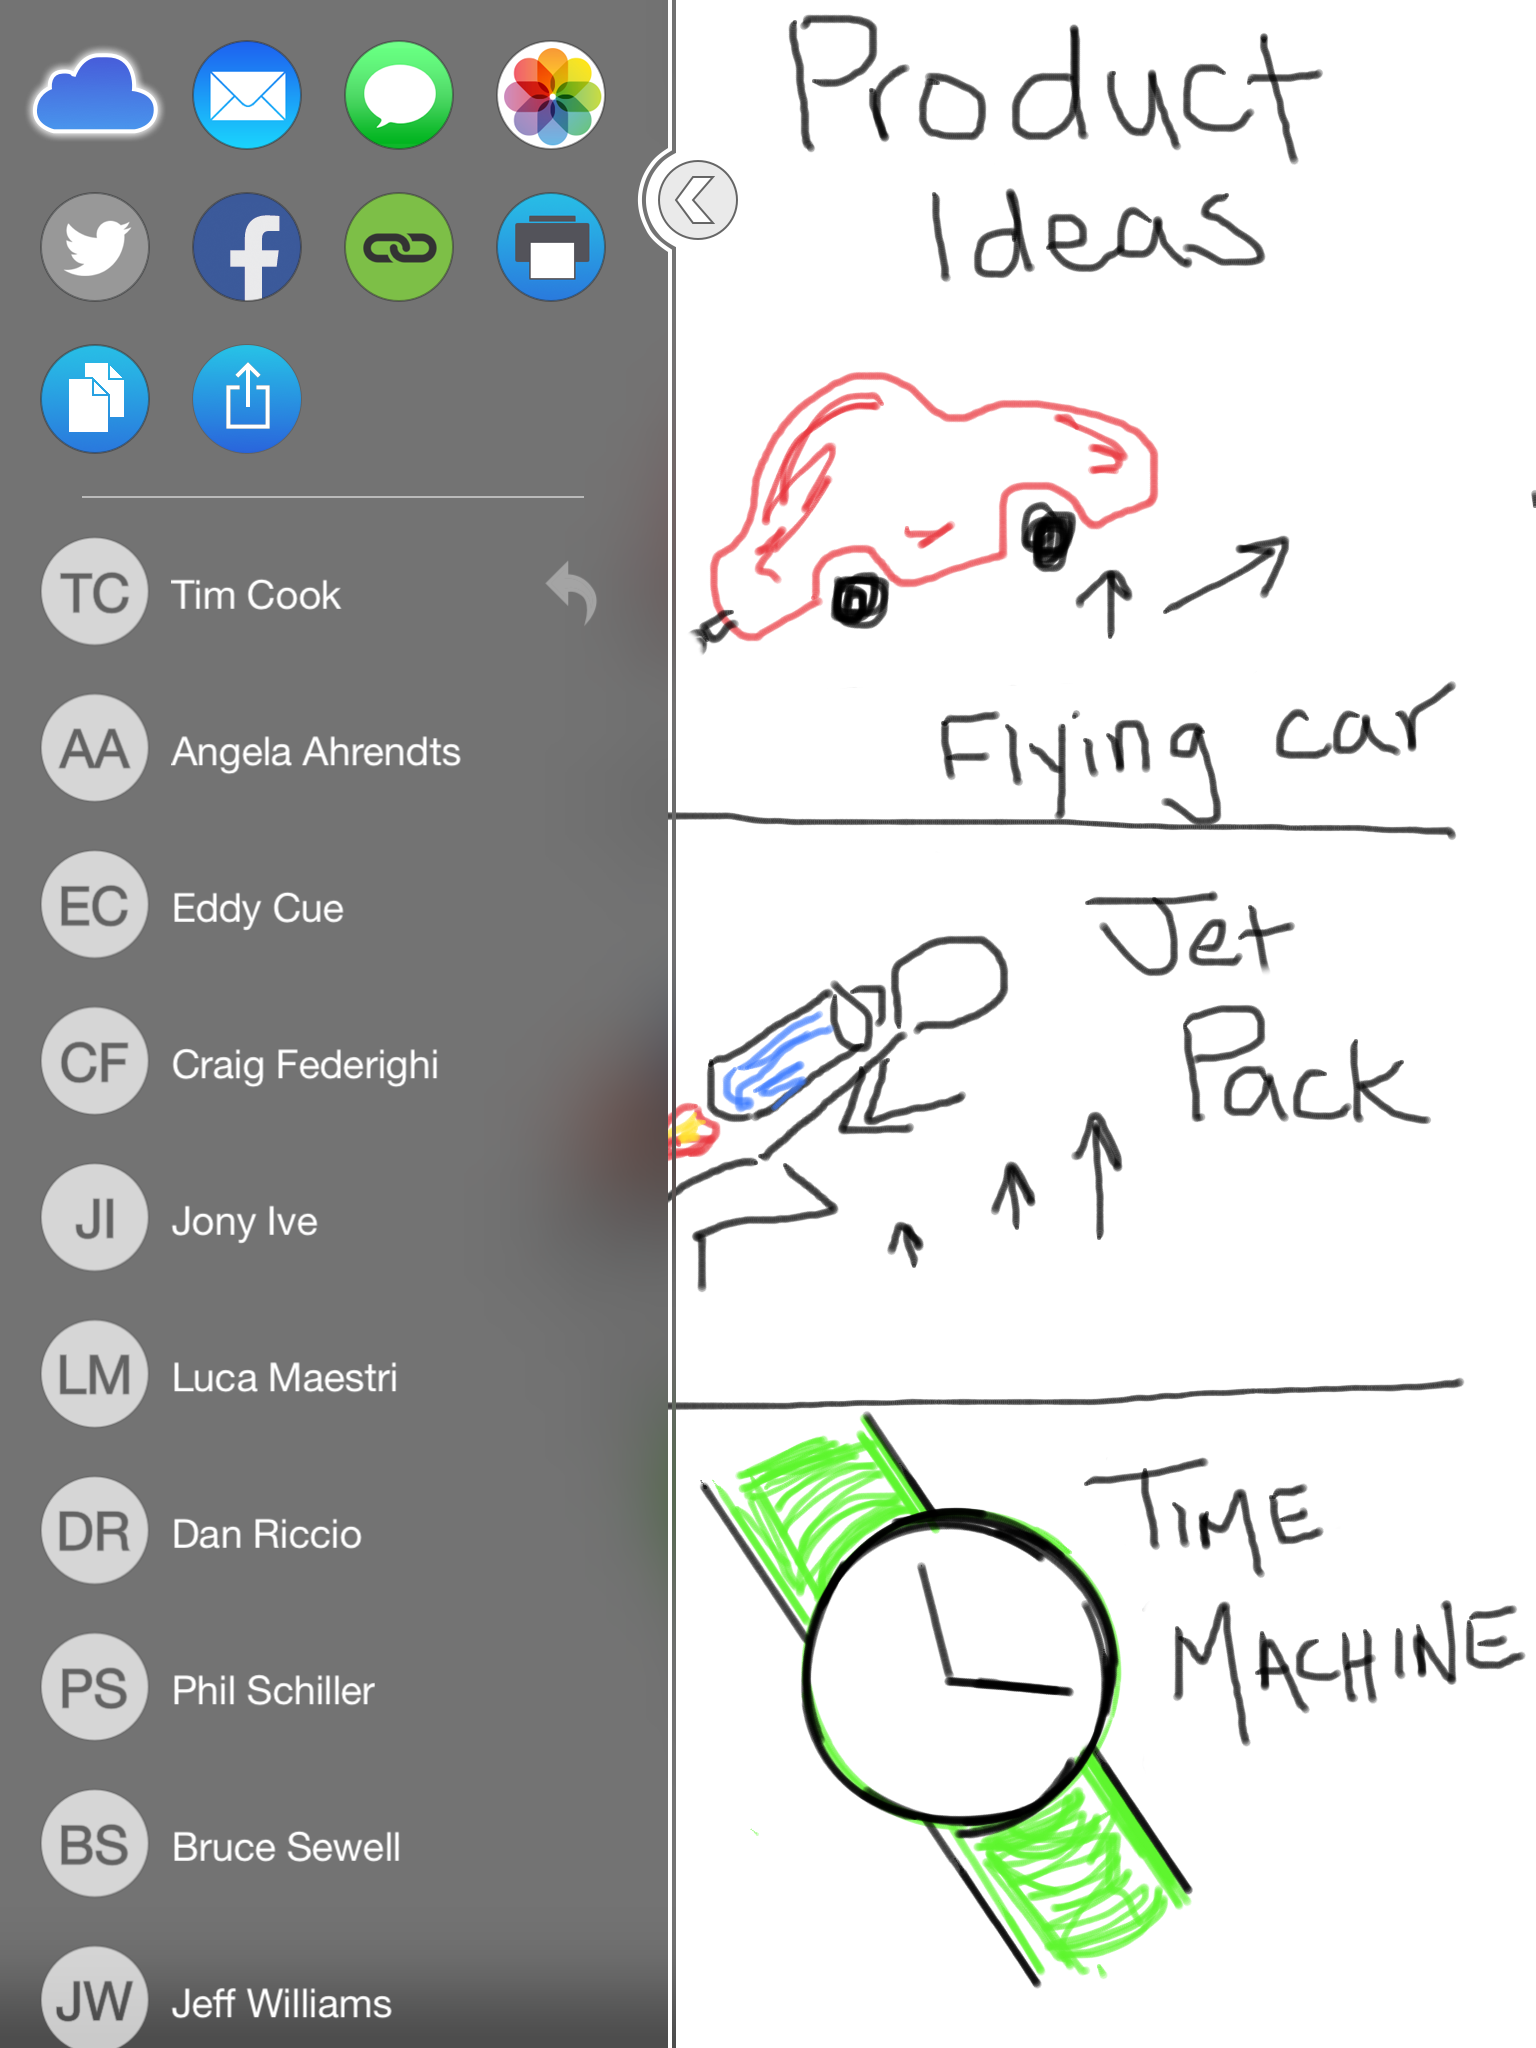 TC Tim Cook
AA Angela Ahrendts
EC Eddy Cue
CF Craig Federighi
JI Jony Ive
LM Luca Maestri
DR Dan Riccio
PS Phil Schiller
BS Bruce Sewell
JW Jeff Williams
Product
Ideas
Flying car
Jet
Pack
TIME
MACHINE